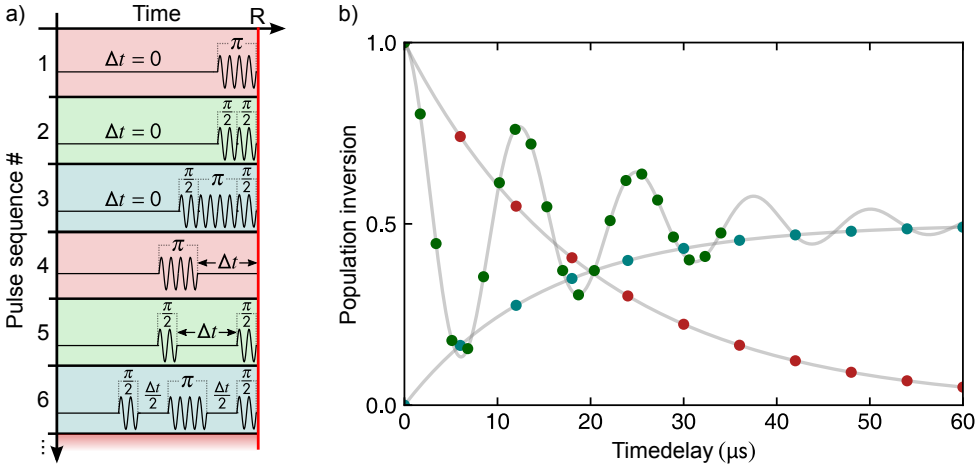 a)
Time
R
Pulse sequence #
1
Δt = 0
π
2
Δt = 0
π/2 π/2
3
Δt = 0
π/2 π π/2
4
π
Δt
5
π/2 Δt π/2
6
π/2 Δt/2 π Δt/2 π/2
...
b)
Population inversion
1.0
0.5
0.0
0 10 20 30 40 50 60
Timedelay (μs)